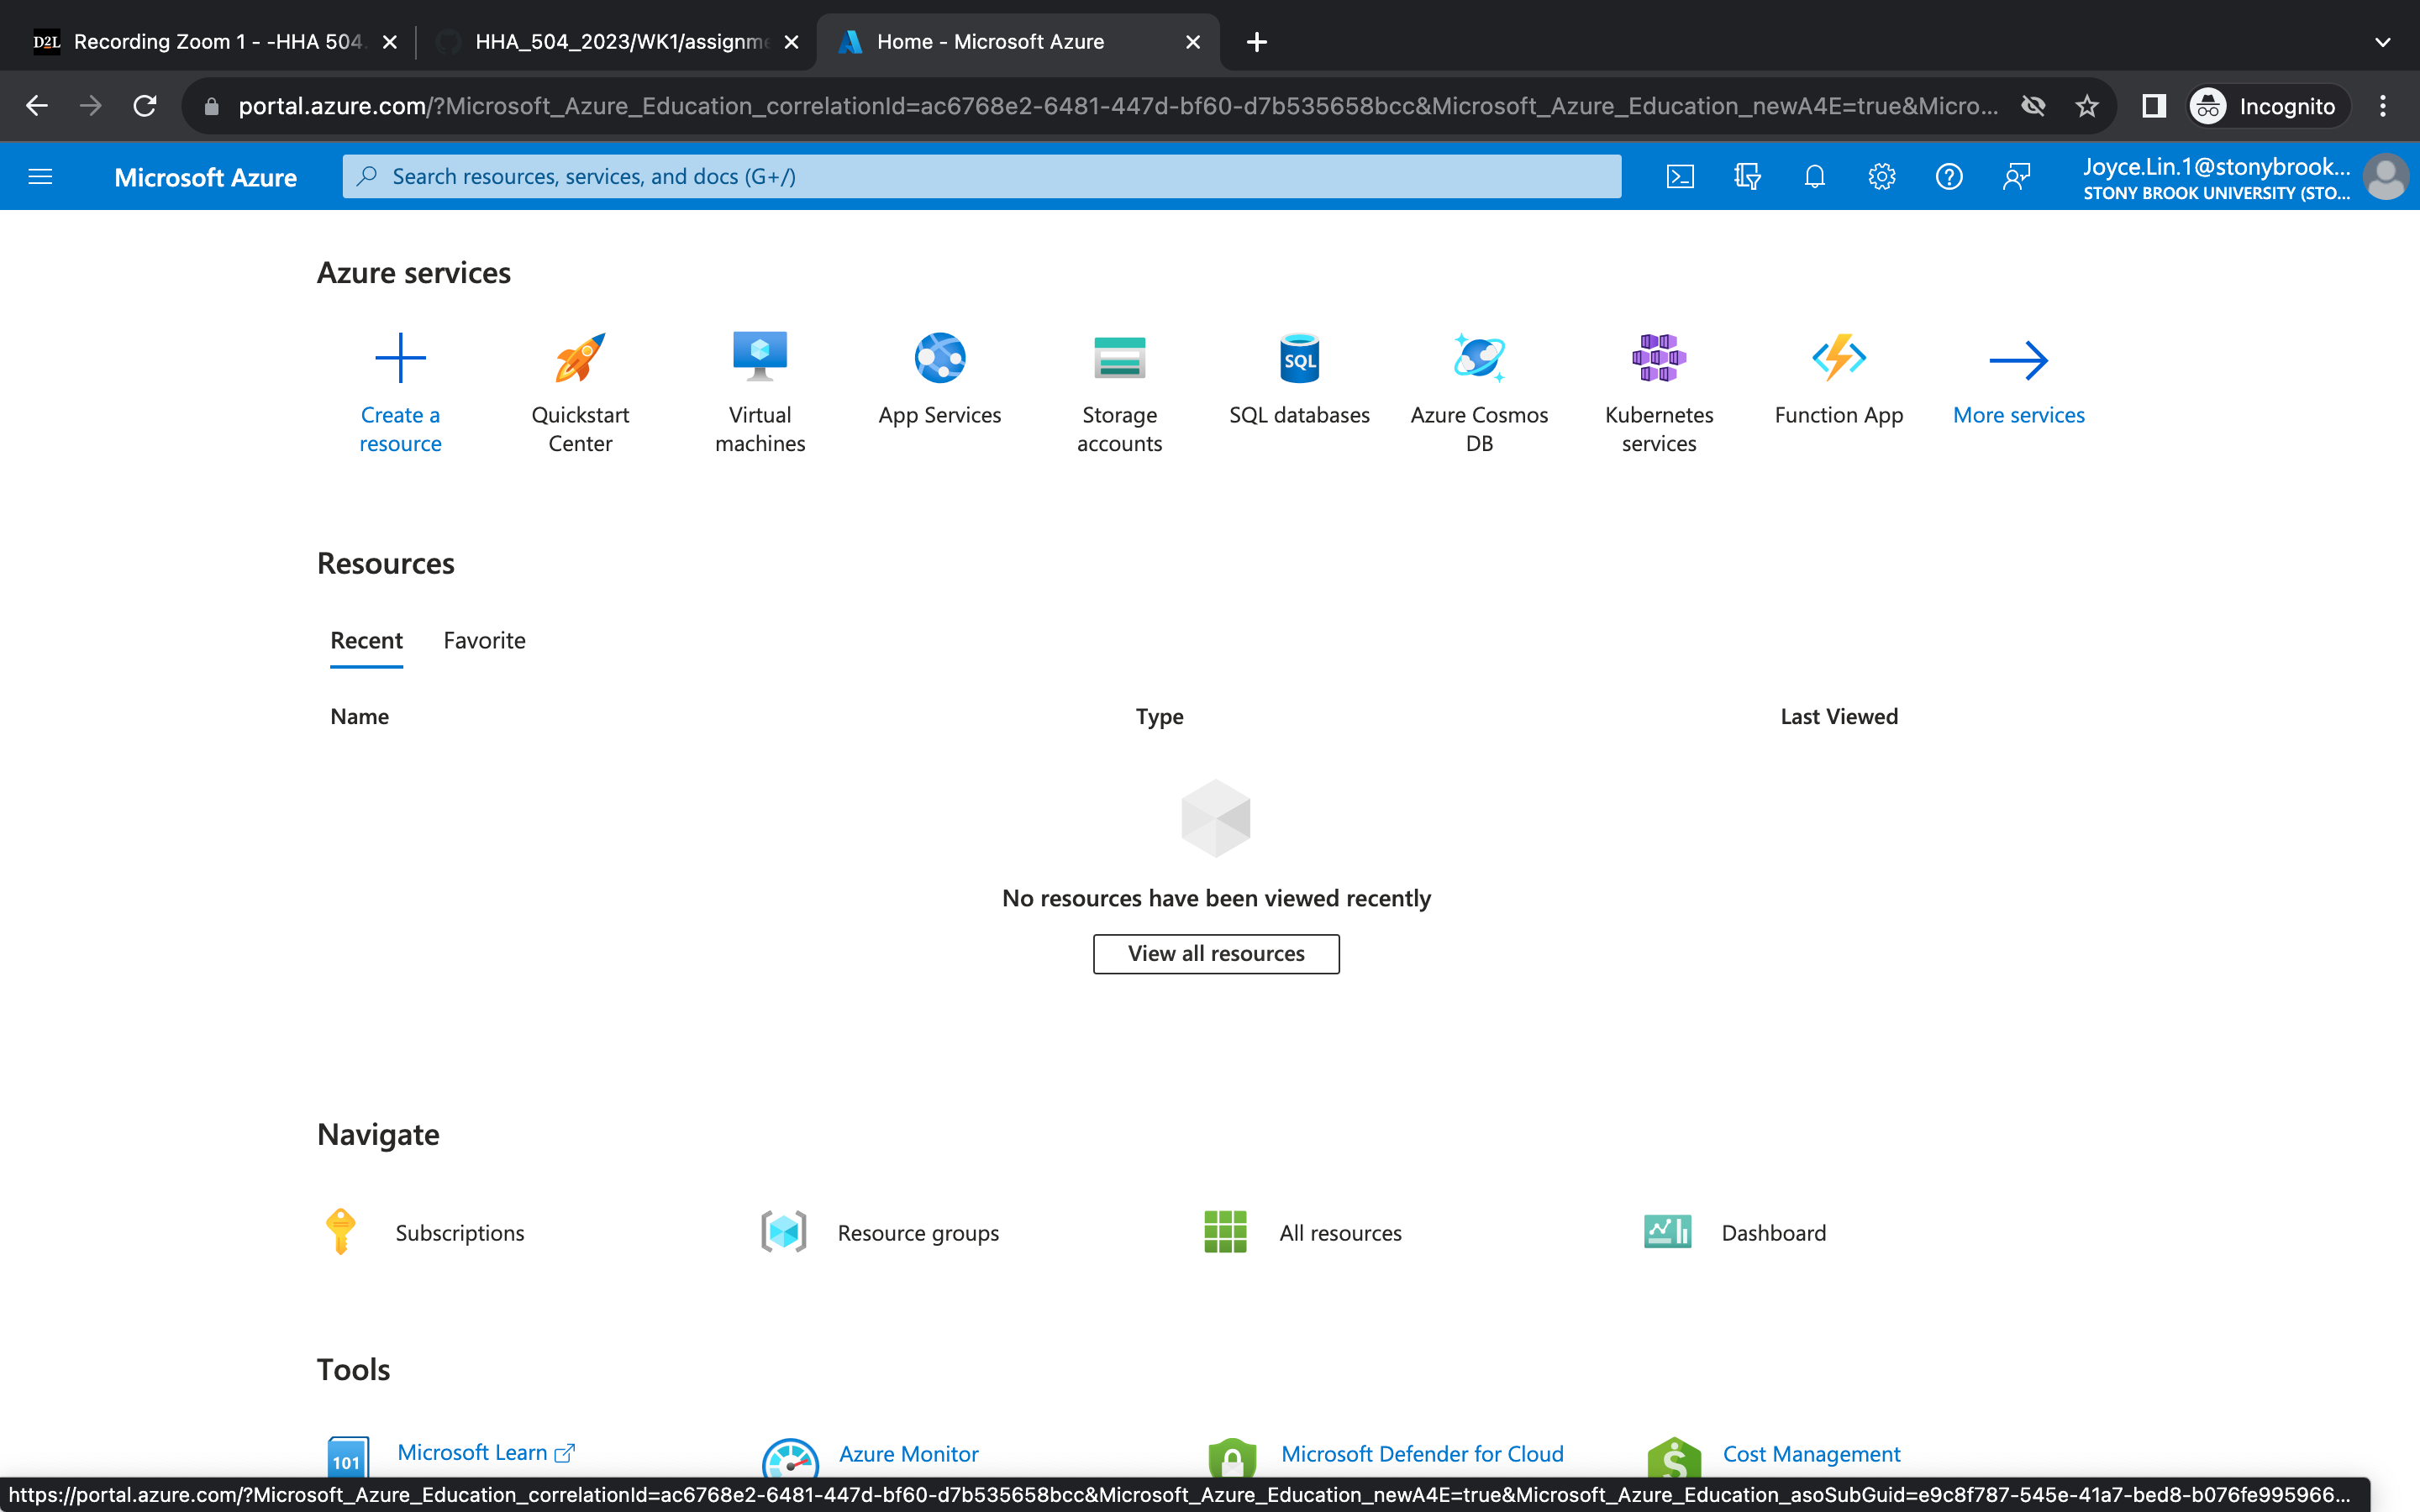 D2L Recording Zoom 1 - -HHA 504
HHA_504_2023/WK1/assignme
Home - Microsoft Azure
portal.azure.com/?Microsoft_Azure_Education_correlationId=ac6768e2-6481-447d-bf60-d7b535658bcc&Microsoft_Azure_Education_newA4E=true&Micro...
Incognito
Microsoft Azure
Search resources, services, and docs (G+/)
Joyce.Lin.1@stonybrook...
STONY BROOK UNIVERSITY (STO...
Azure services
Create a
resource
Quickstart
Center
Virtual
machines
App Services
Storage
accounts
SQL
SQL databases
Azure Cosmos
DB
Kubernetes
services
Function App
More services
Resources
Recent
Favorite
Name
Type
Last Viewed
No resources have been viewed recently
View all resources
Navigate
Subscriptions
Resource groups
All resources
Dashboard
Tools
101
Microsoft Learn
Azure Monitor
Microsoft Defender for Cloud
$
Cost Management
https://portal.azure.com/?Microsoft_Azure_Education_correlationId=ac6768e2-6481-447d-bf60-d7b535658bcc&Microsoft_Azure_Education_newA4E=true&Microsoft_Azure_Education_asoSubGuid=e9c8f787-545e-41a7-bed8-b076fe995966...